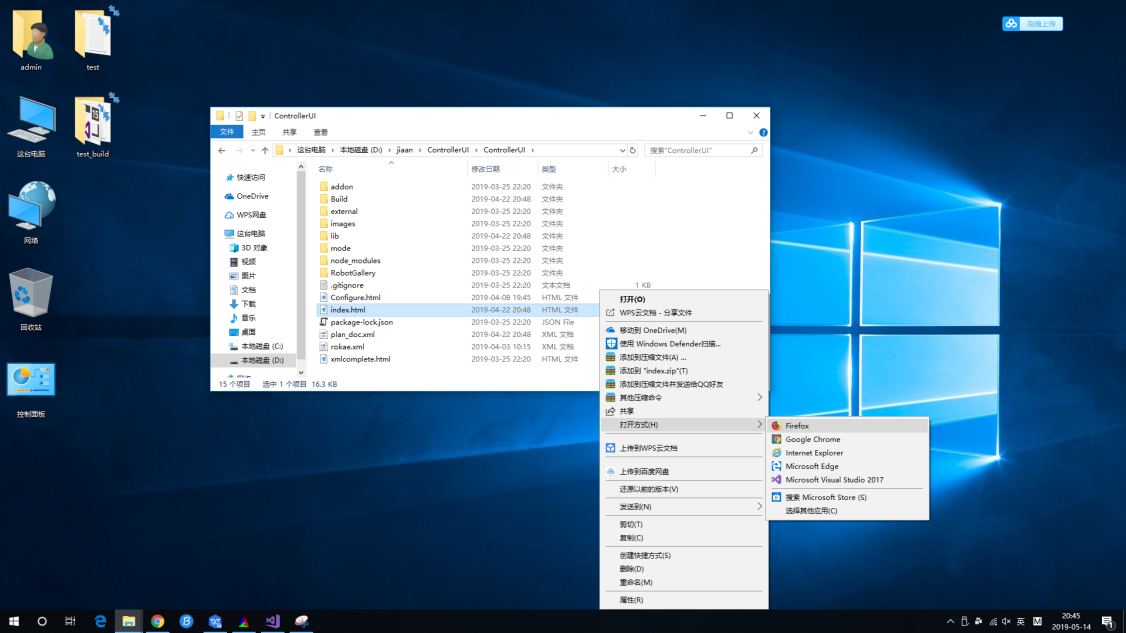 admin
test
这台电脑
test_build
网络
回收站
控制面板
拖拽上传
ControllerUI
文件
主页
共享
查看
这台电脑 › 本地磁盘 (D:) › jiaan › ControllerUI › ControllerUI ›
搜索"ControllerUI"
快速访问
OneDrive
WPS网盘
这台电脑
3D 对象
视频
图片
文档
下载
音乐
桌面
本地磁盘 (C:)
本地磁盘 (D:)
名称 修改日期 类型 大小
addon 2019-03-25 22:20 文件夹
Build 2019-04-22 20:48 文件夹
external 2019-03-25 22:20 文件夹
images 2019-03-25 22:20 文件夹
lib 2019-04-22 20:48 文件夹
mode 2019-03-25 22:20 文件夹
node_modules 2019-03-25 22:20 文件夹
RobotGallery 2019-03-25 22:20 文件夹
.gitignore 2019-03-25 22:20 文本文档 1 KB
Configure.html 2019-04-08 19:45 HTML 文件
index.html 2019-04-22 20:48 HTML 文件
package-lock.json 2019-03-25 22:20 JSON File
plan_doc.xml 2019-04-22 20:48 XML 文档
rokae.xml 2019-04-03 10:15 XML 文档
xmlcomplete.html 2019-03-25 22:20 HTML 文件
15 个项目 选中 1 个项目 16.3 KB
打开(O)
WPS云文档 - 分享文件
移动到 OneDrive(M)
使用 Windows Defender扫描...
添加到压缩文件(A) ...
添加到 "index.zip"(T)
添加到压缩文件并发送给QQ好友
其他压缩命令
共享
打开方式(H)
上传到WPS云文档
上传到百度网盘
还原以前的版本(V)
发送到(N)
剪切(T)
复制(C)
创建快捷方式(S)
删除(D)
重命名(M)
属性(R)
Firefox
Google Chrome
Internet Explorer
Microsoft Edge
Microsoft Visual Studio 2017
搜索 Microsoft Store (S)
选择其他应用(C)
英
M
20:45
2019-05-14
1